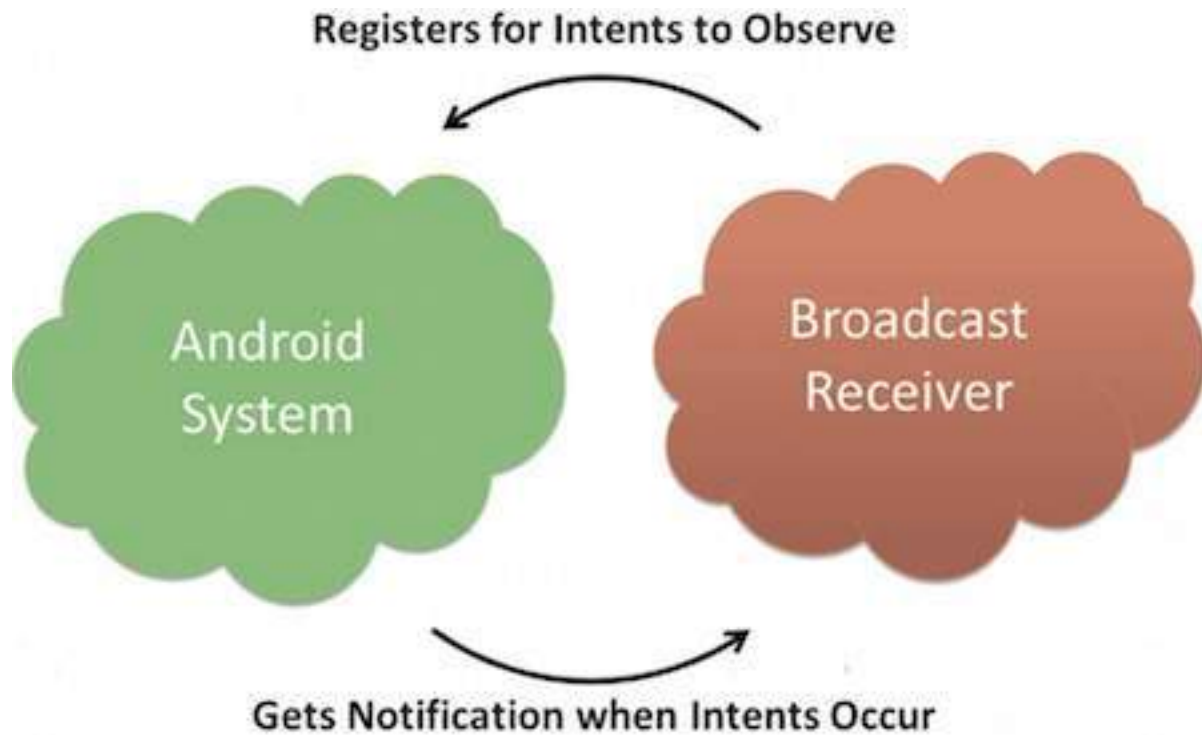 Registers for Intents to Observe
Android
System
Broadcast
Receiver
Gets Notification when Intents Occur